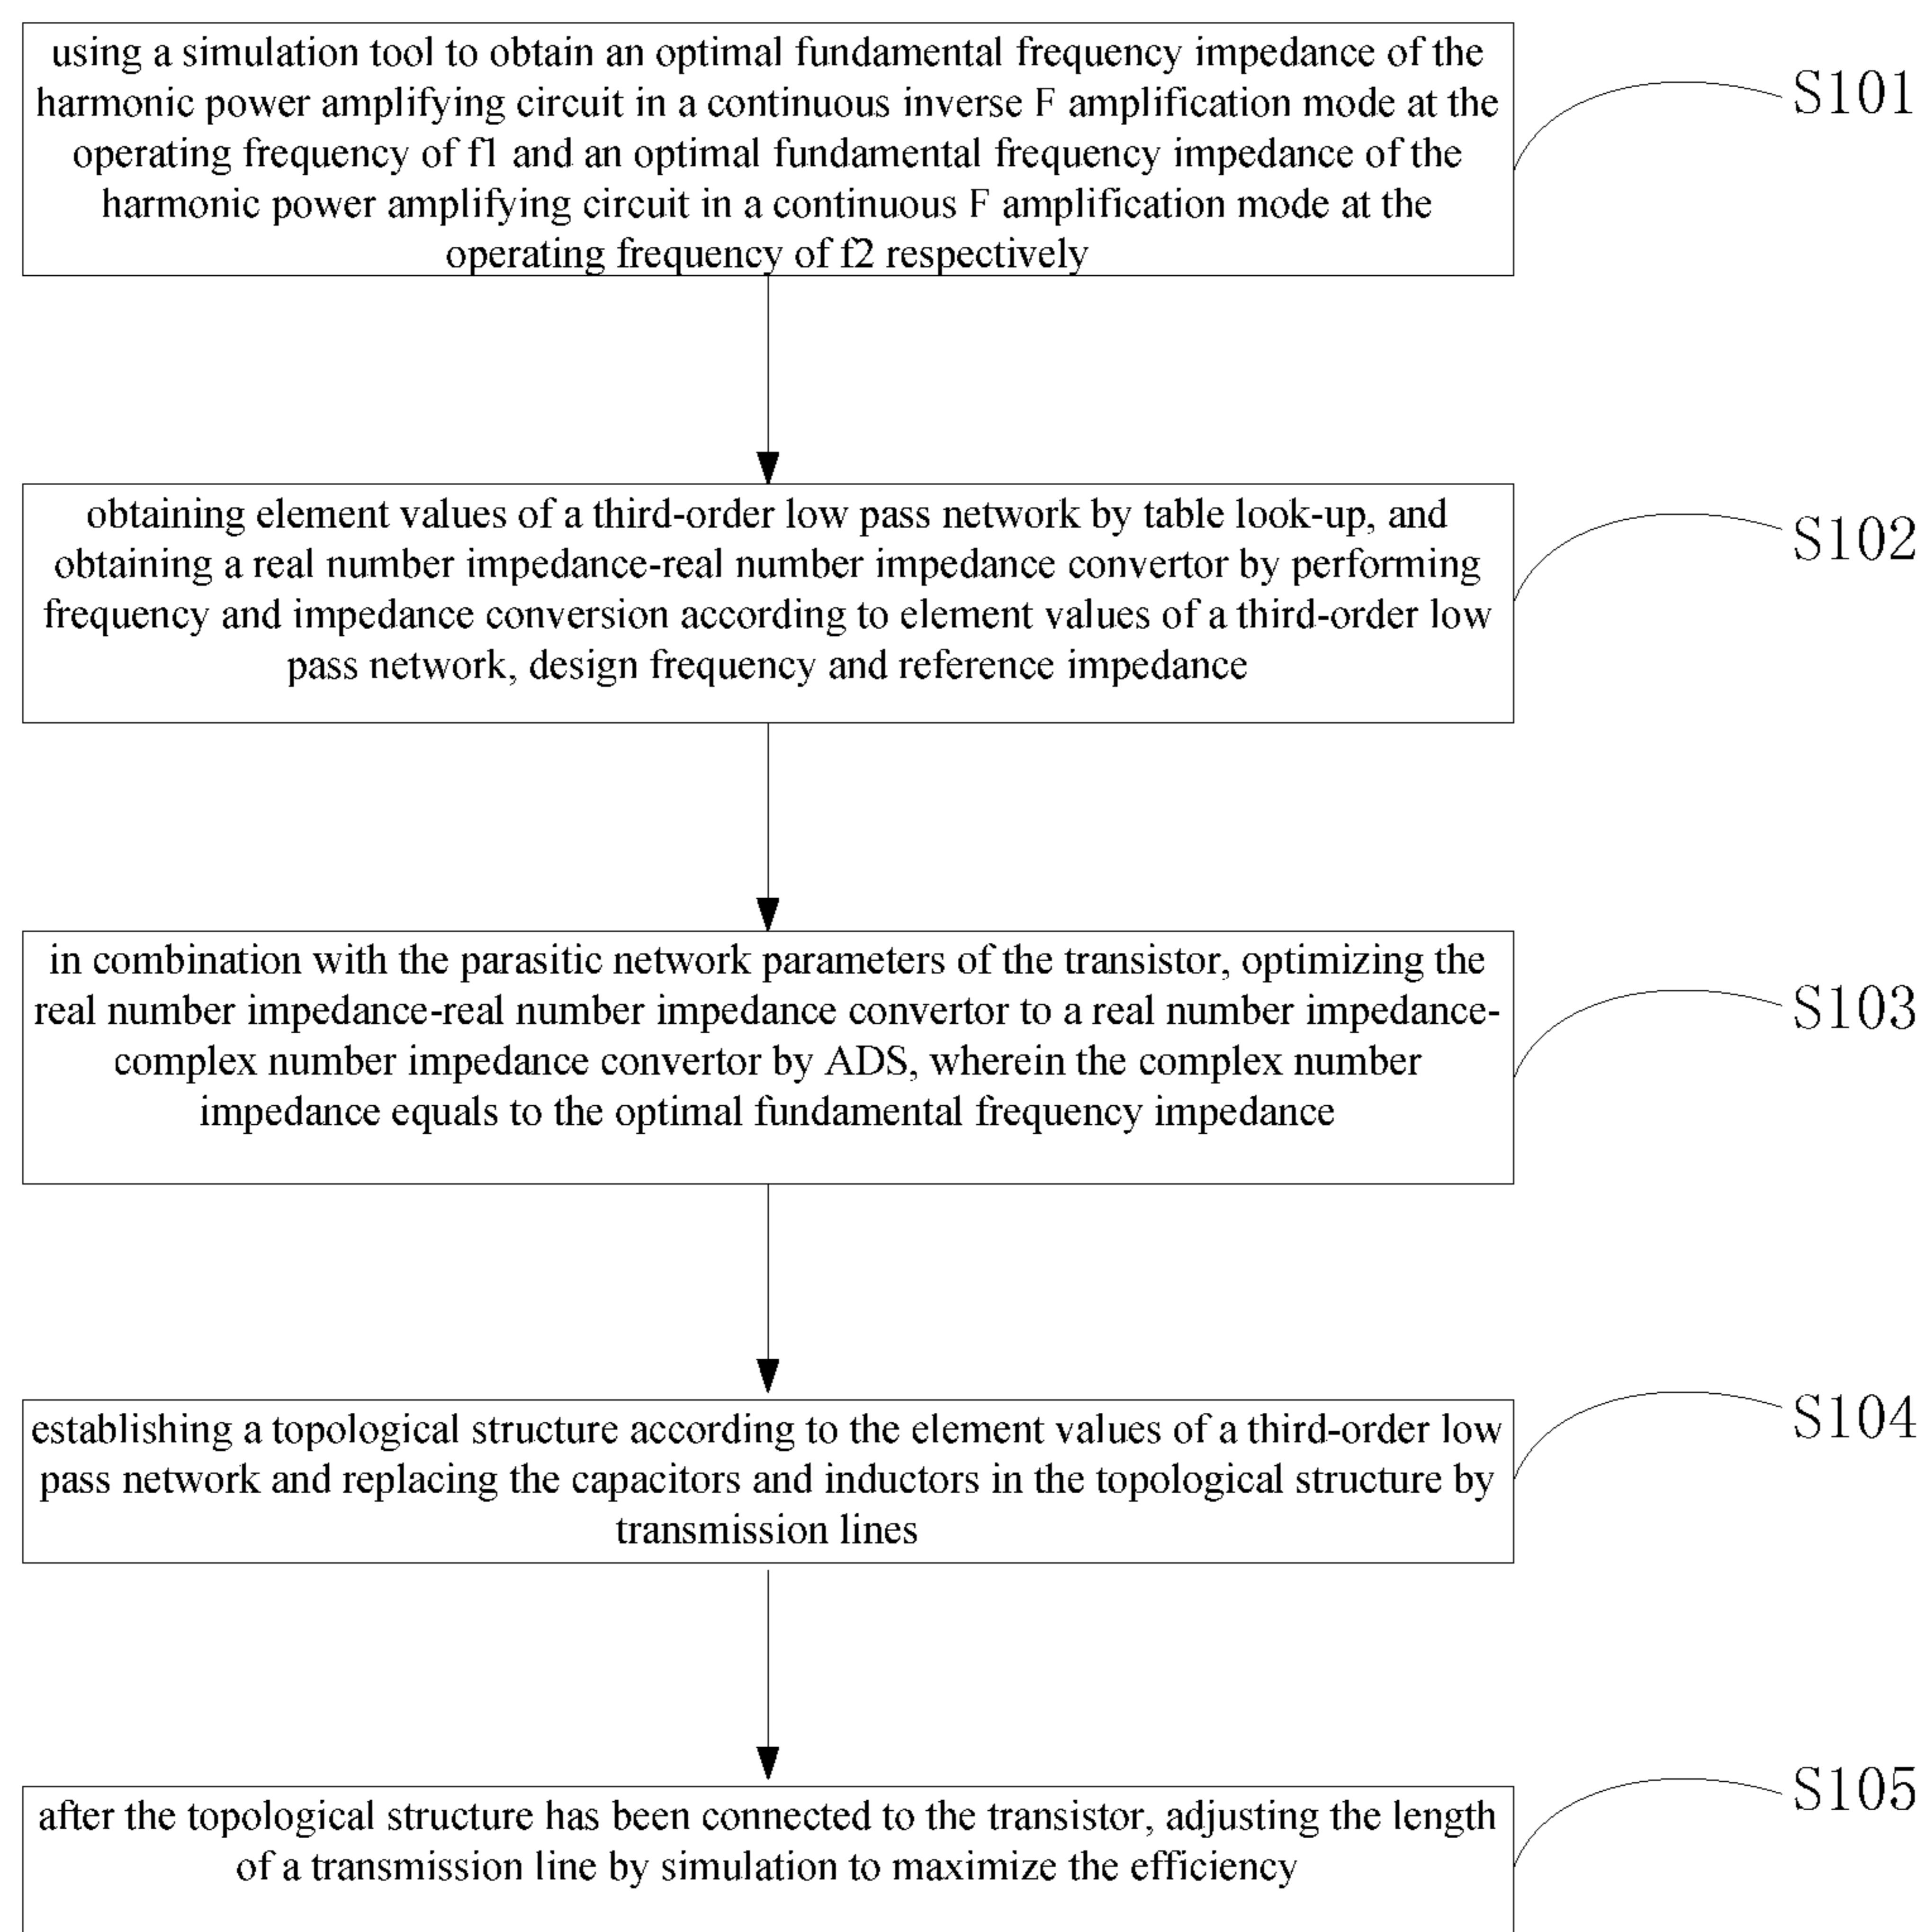 using a simulation tool to obtain an optimal fundamental frequency impedance of the
harmonic power amplifying circuit in a continuous inverse F amplification mode at the
operating frequency of f1 and an optimal fundamental frequency impedance of the
harmonic power amplifying circuit in a continuous F amplification mode at the
operating frequency of f2 respectively
S101
obtaining element values of a third-order low pass network by table look-up, and
obtaining a real number impedance-real number impedance convertor by performing
frequency and impedance conversion according to element values of a third-order low
pass network, design frequency and reference impedance
S102
in combination with the parasitic network parameters of the transistor, optimizing the
real number impedance-real number impedance convertor to a real number impedance-
complex number impedance convertor by ADS, wherein the complex number
impedance equals to the optimal fundamental frequency impedance
S103
establishing a topological structure according to the element values of a third-order low
pass network and replacing the capacitors and inductors in the topological structure by
transmission lines
S104
after the topological structure has been connected to the transistor, adjusting the length
of a transmission line by simulation to maximize the efficiency
S105